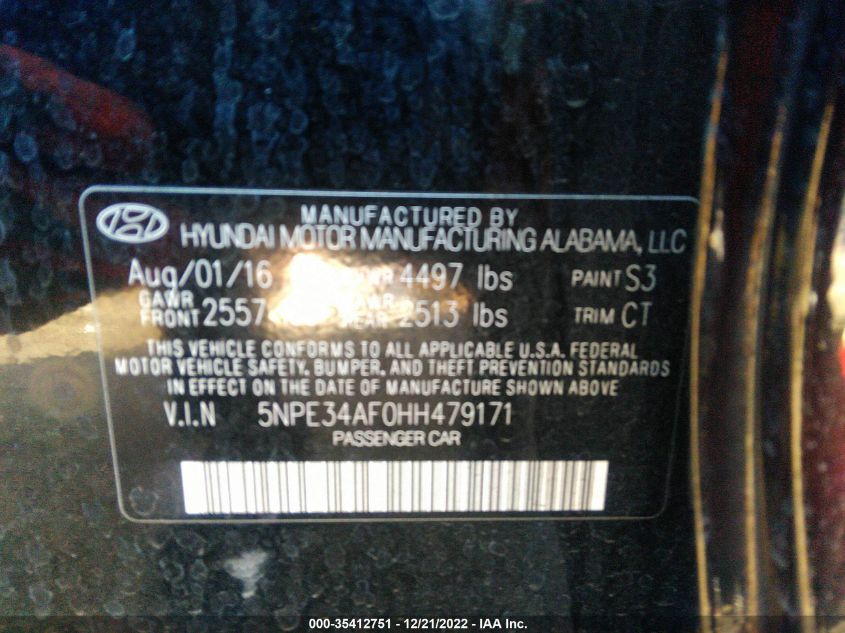 MANUFACTURED BY
HYUNDAI MOTOR MANUFACTURING ALABAMA, LLC
Aug/01/16 4497 lbs PAINT S3
GAWR FRONT 2557 2513 lbs TRIM CT
THIS VEHICLE CONFORMS TO ALL APPLICABLE U.S.A. FEDERAL
MOTOR VEHICLE SAFETY, BUMPER, AND THEFT PREVENTION STANDARDS
IN EFFECT ON THE DATE OF MANUFACTURE SHOWN ABOVE
V.I.N 5NPE34AF0HH479171
PASSENGER CAR
000-35412751 - 12/21/2022 - IAA Inc.